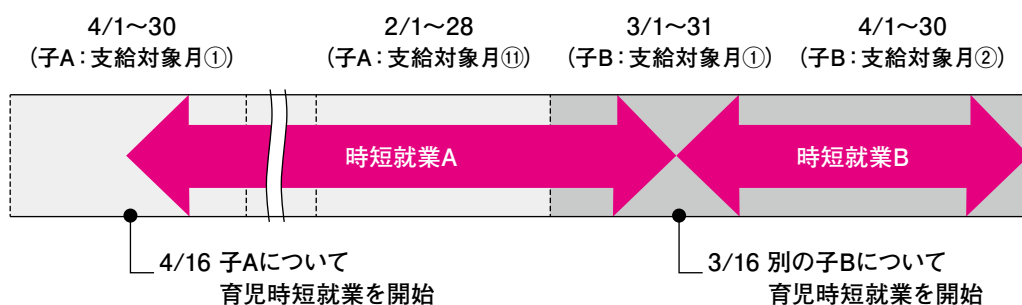 4/1〜30
(子A：支給対象月①)
2/1〜28
(子A：支給対象月⑪)
3/1〜31
(子B：支給対象月①)
4/1〜30
(子B：支給対象月②)
時短就業A
時短就業B
4/16 子Aについて
育児時短就業を開始
3/16 別の子Bについて
育児時短就業を開始